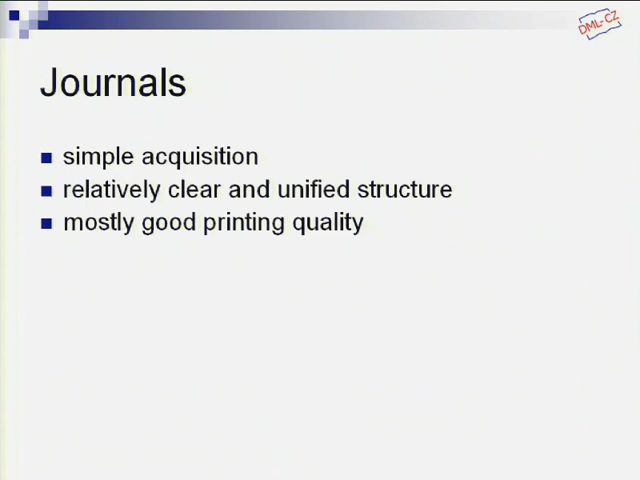 DML-CZ
Journals
simple acquisition
relatively clear and unified structure
mostly good printing quality